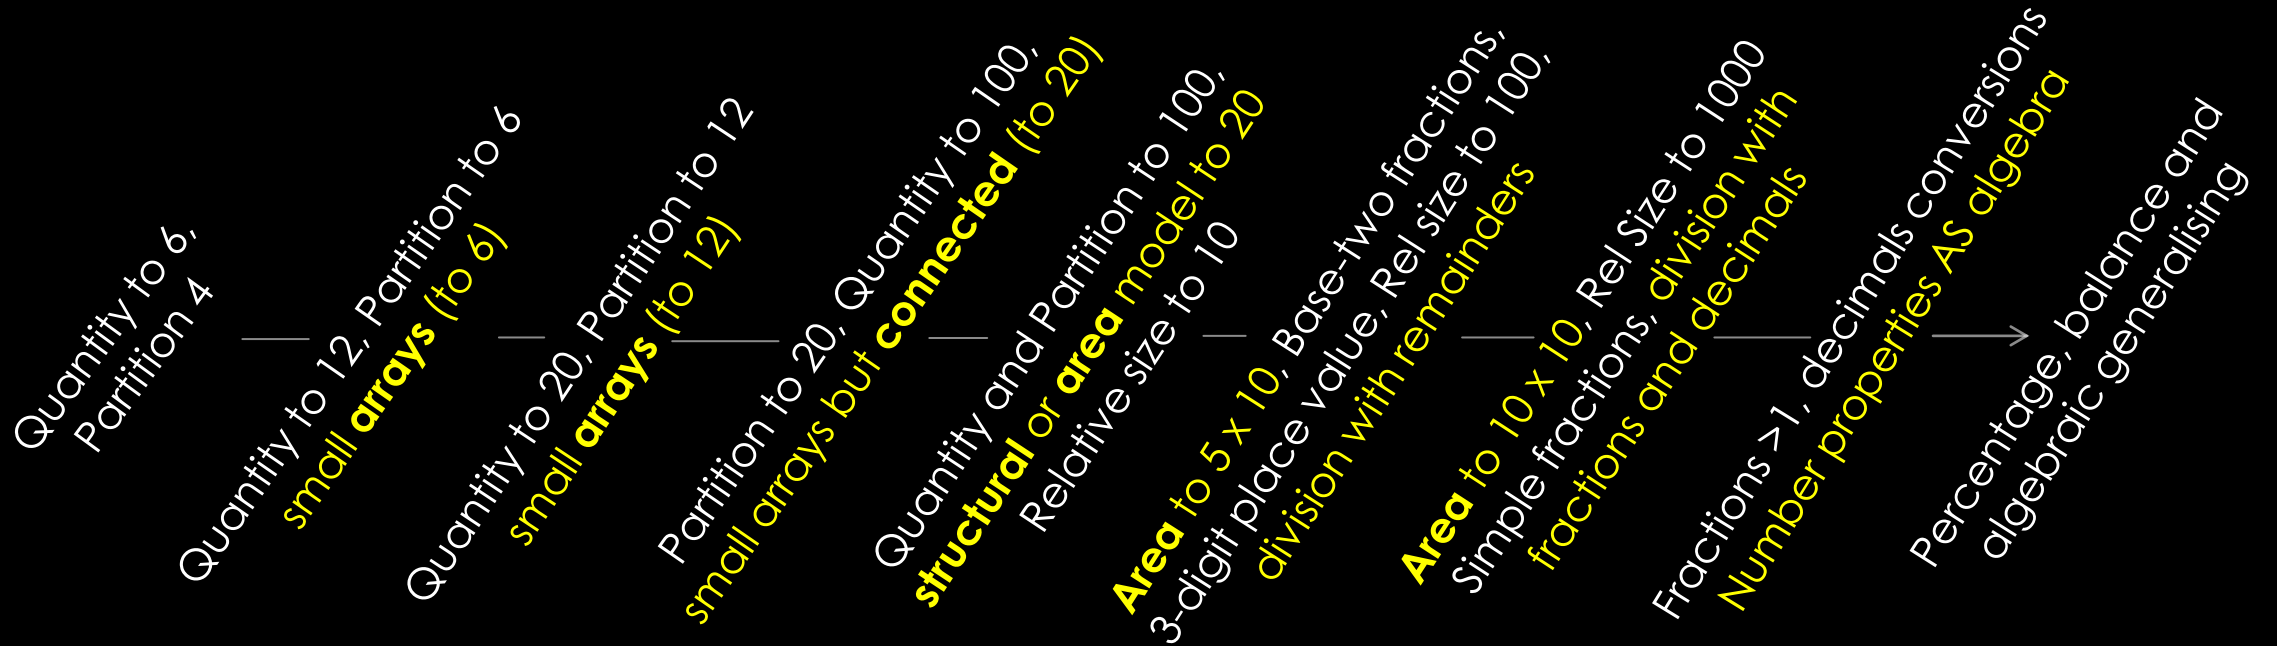 Quantity to 6,
Partition 4
Quantity to 12, Partition to 6
small arrays (to 6)
Quantity to 20, Partition to 12
small arrays (to 12)
Partition to 20, Quantity to 100,
small arrays but connected (to 20)
Quantity and Partition to 100,
structural or area model to 20
Relative size to 10
Area to 5 x 10, Base-two fractions,
3-digit place value, Rel size to 100,
division with remainders
Area to 10 x 10, Rel Size to 1000
Simple fractions, division with
fractions and decimals
Fractions >1, decimals conversions
Number properties AS algebra
Percentage, balance and
algebraic generalising